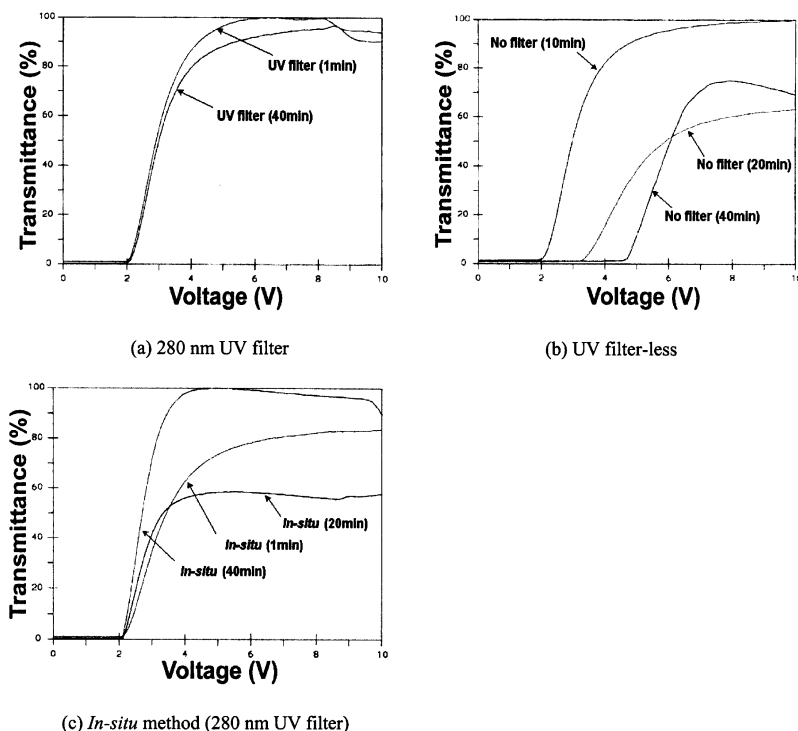 Transmittance (%)
100
80
60
40
20
0
UV filter (1min)
UV filter (40min)
0 2 4 6 8 10
Voltage (V)
(a) 280 nm UV filter
Transmittance (%)
100
80
60
40
20
0
No filter (10min)
No filter (20min)
No filter (40min)
0 2 4 6 8 10
Voltage (V)
(b) UV filter-less
Transmittance (%)
100
80
60
40
20
0
In-situ (20min)
In-situ (1min)
In-situ (40min)
0 2 4 6 8 10
Voltage (V)
(c) In-situ method (280 nm UV filter)